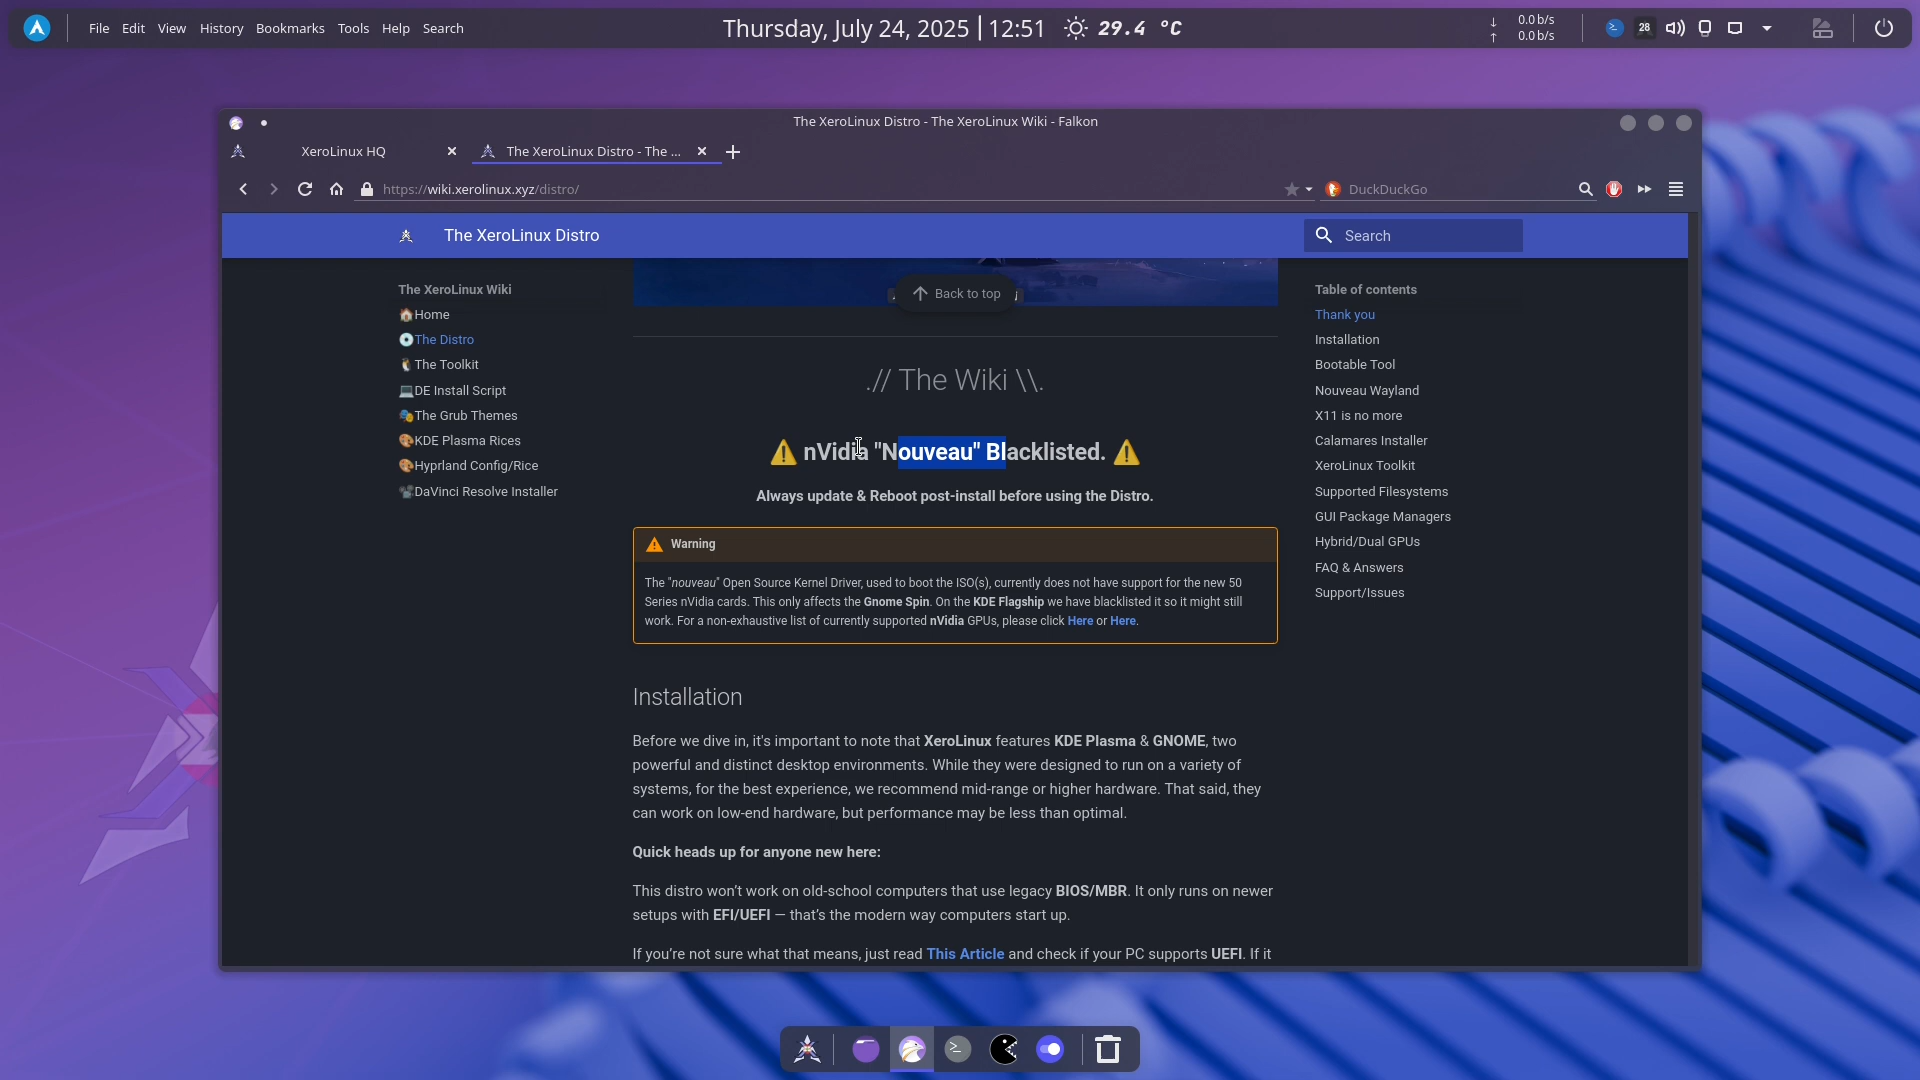 File Edit View History Bookmarks Tools Help Search
Thursday, July 24, 2025 | 12:51 29.4 °C
↓ 0.0 b/s
↑ 0.0 b/s
28
The XeroLinux Distro - The XeroLinux Wiki - Falkon
XeroLinux HQ
The XeroLinux Distro - The ...
https://wiki.xerolinux.xyz/distro/
DuckDuckGo
The XeroLinux Distro
Search
The XeroLinux Wiki
🏠Home
💿The Distro
🐧The Toolkit
💻DE Install Script
🎭The Grub Themes
🎨KDE Plasma Rices
🎨Hyprland Config/Rice
📽️DaVinci Resolve Installer
↑ Back to top
.// The Wiki \\.
⚠️ nVidia "Nouveau" Blacklisted. ⚠️
Always update & Reboot post-install before using the Distro.
Warning
The "nouveau" Open Source Kernel Driver, used to boot the ISO(s), currently does not have support for the new 50
Series nVidia cards. This only affects the Gnome Spin. On the KDE Flagship we have blacklisted it so it might still
work. For a non-exhaustive list of currently supported nVidia GPUs, please click Here or Here.
Installation
Before we dive in, it's important to note that XeroLinux features KDE Plasma & GNOME, two
powerful and distinct desktop environments. While they were designed to run on a variety of
systems, for the best experience, we recommend mid-range or higher hardware. That said, they
can work on low-end hardware, but performance may be less than optimal.
Quick heads up for anyone new here:
This distro won’t work on old-school computers that use legacy BIOS/MBR. It only runs on newer
setups with EFI/UEFI — that’s the modern way computers start up.
If you’re not sure what that means, just read This Article and check if your PC supports UEFI. If it
Table of contents
Thank you
Installation
Bootable Tool
Nouveau Wayland
X11 is no more
Calamares Installer
XeroLinux Toolkit
Supported Filesystems
GUI Package Managers
Hybrid/Dual GPUs
FAQ & Answers
Support/Issues